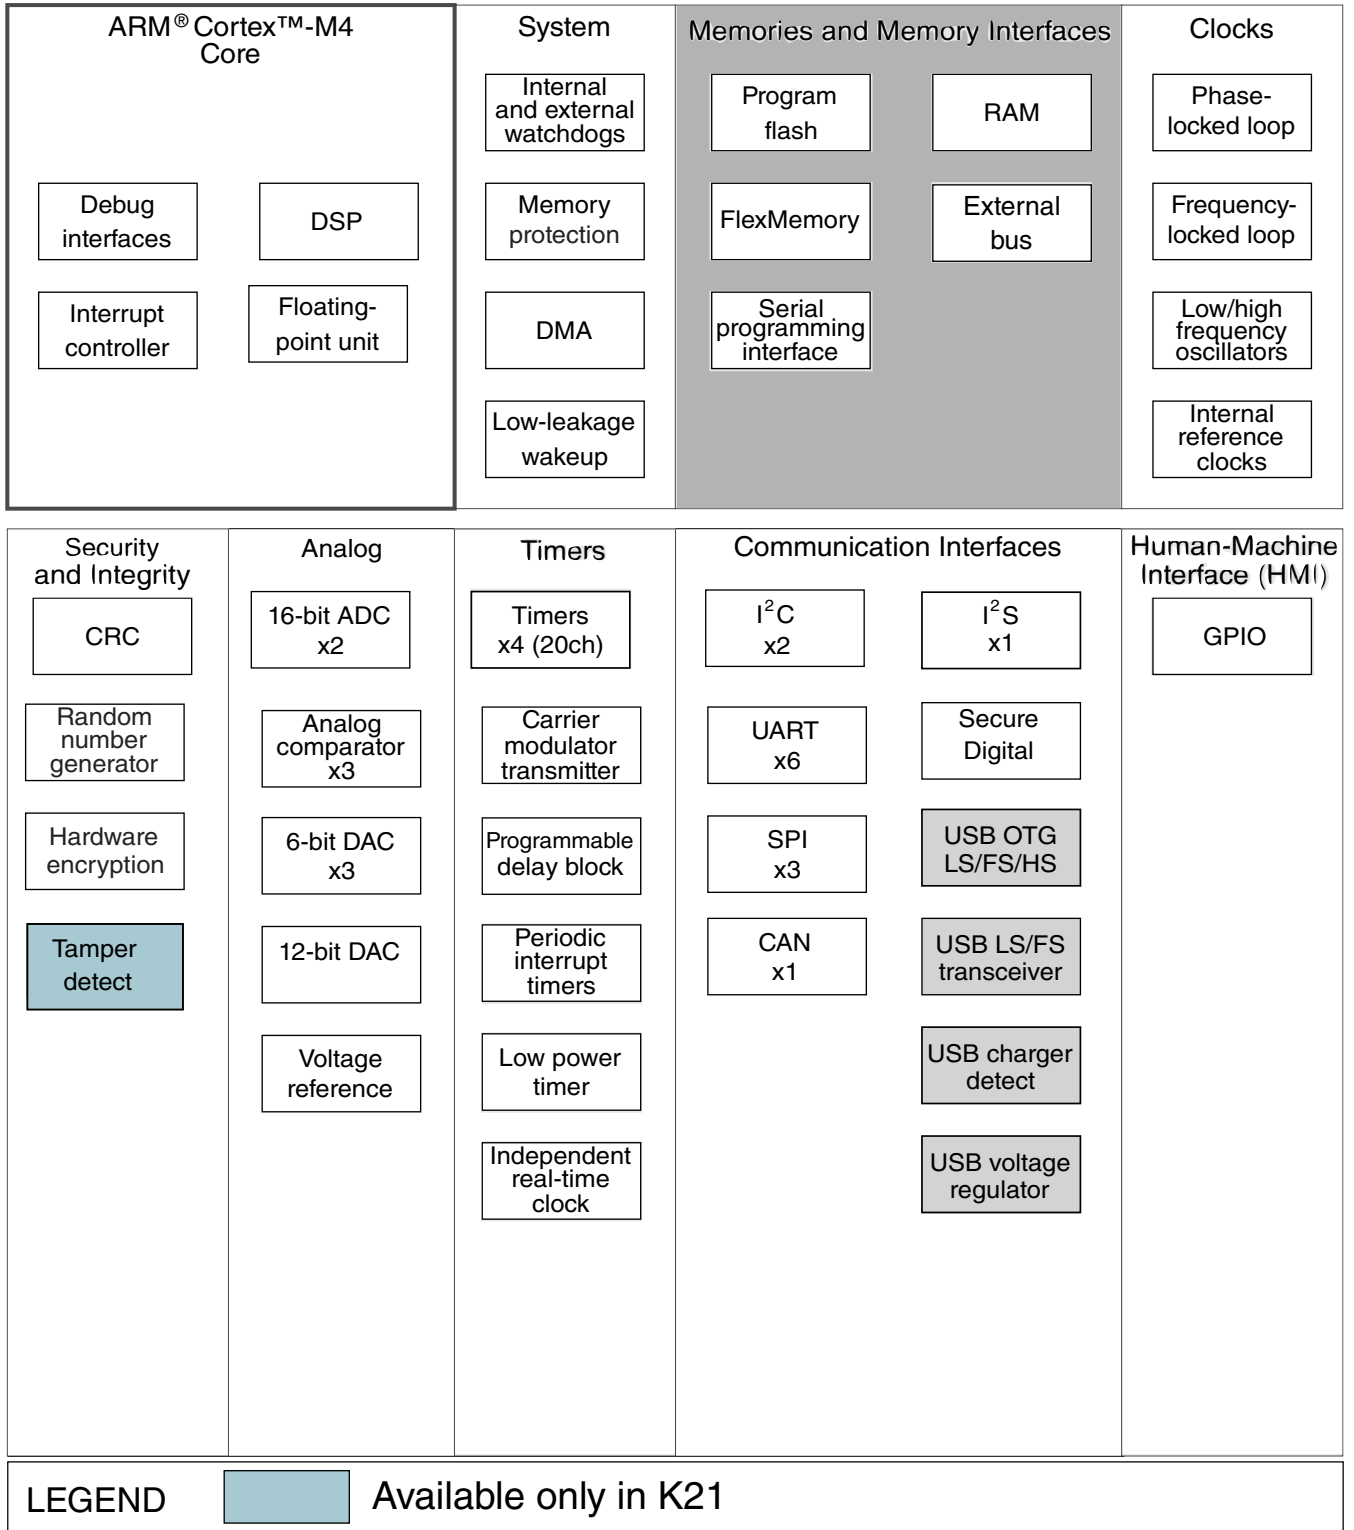 ARM® Cortex™-M4
Core
Debug
interfaces
DSP
Interrupt
controller
Floating-
point unit
System
Internal
and external
watchdogs
Memory
protection
DMA
Low-leakage
wakeup
Memories and Memory Interfaces
Program
flash
RAM
FlexMemory
External
bus
Serial
programming
interface
Clocks
Phase-
locked loop
Frequency-
locked loop
Low/high
frequency
oscillators
Internal
reference
clocks
Security
and Integrity
CRC
Random
number
generator
Hardware
encryption
Tamper
detect
Analog
16-bit ADC
x2
Analog
comparator
x3
6-bit DAC
x3
12-bit DAC
Voltage
reference
Timers
Timers
x4 (20ch)
Carrier
modulator
transmitter
Programmable
delay block
Periodic
interrupt
timers
Low power
timer
Independent
real-time
clock
Communication Interfaces
I²C
x2
UART
x6
SPI
x3
CAN
x1
I²S
x1
Secure
Digital
USB OTG
LS/FS/HS
USB LS/FS
transceiver
USB charger
detect
USB voltage
regulator
Human-Machine
Interface (HMI)
GPIO
LEGEND
Available only in K21